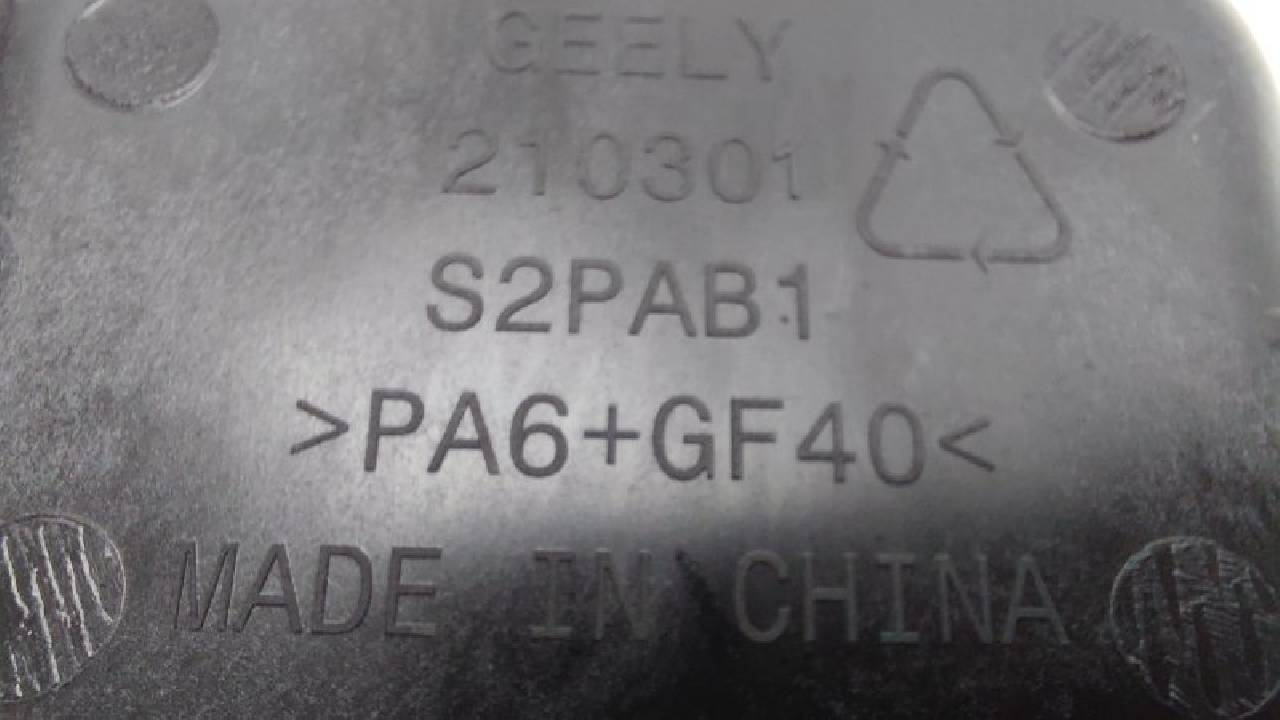 GEELY
210301
S2PAB1
>PA6+GF40<
MADE IN CHINA